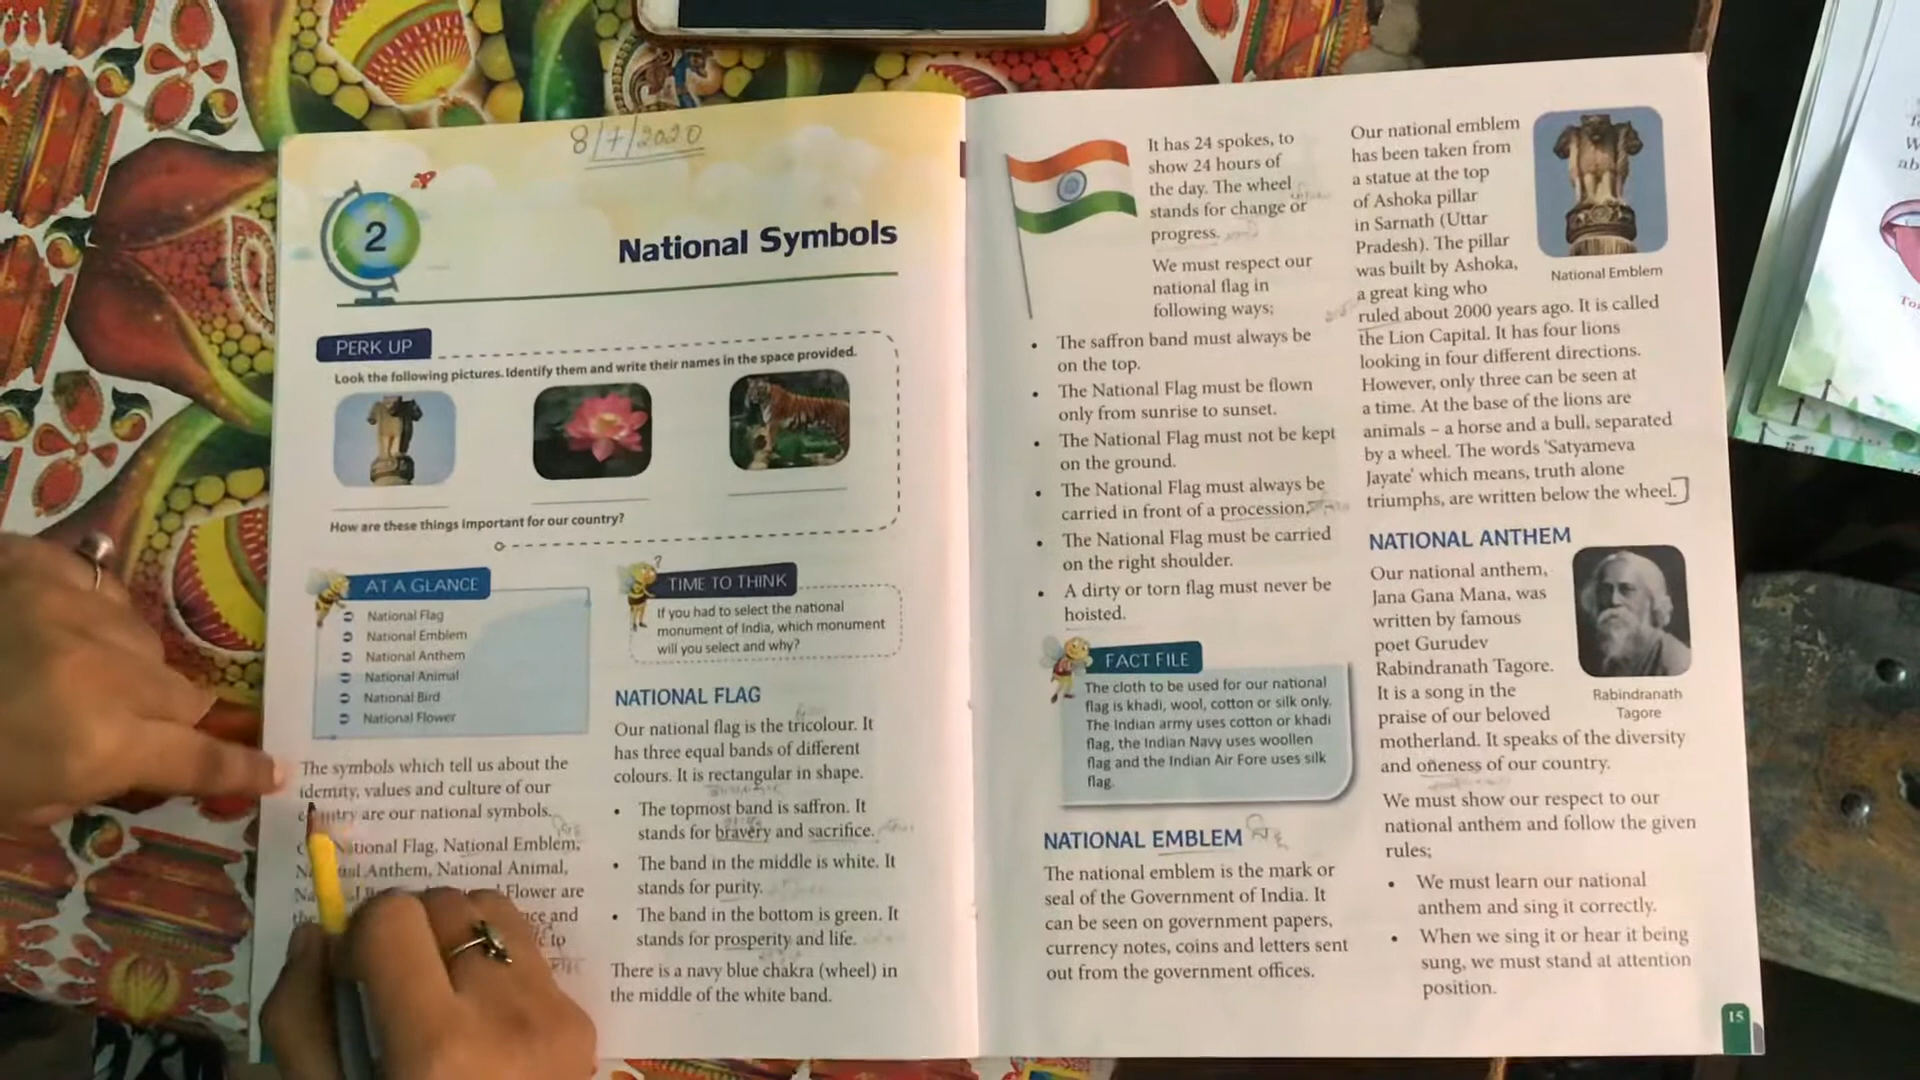 8/7/2020
2
National Symbols
PERK UP
Look the following pictures. Identify them and write their names in the space provided.
How are these things important for our country?
AT A GLANCE
National Flag
National Emblem
National Anthem
National Animal
National Bird
National Flower
The symbols which tell us about the
identity, values and culture of our
country are our national symbols.
National Flag, National Emblem,
Anthem, National Animal,
Flower are
and
to
?
TIME TO THINK
If you had to select the national
monument of India, which monument
will you select and why?
NATIONAL FLAG
Our national flag is the tricolour. It
has three equal bands of different
colours. It is rectangular in shape.
• The topmost band is saffron. It
stands for bravery and sacrifice.
• The band in the middle is white. It
stands for purity.
• The band in the bottom is green. It
stands for prosperity and life.
There is a navy blue chakra (wheel) in
the middle of the white band.
It has 24 spokes, to
show 24 hours of
the day. The wheel
stands for change or
progress.
We must respect our
national flag in
following ways;
• The saffron band must always be
on the top.
• The National Flag must be flown
only from sunrise to sunset.
• The National Flag must not be kept
on the ground.
• The National Flag must always be
carried in front of a procession.
• The National Flag must be carried
on the right shoulder.
• A dirty or torn flag must never be
hoisted.
FACT FILE
The cloth to be used for our national
flag is khadi, wool, cotton or silk only.
The Indian army uses cotton or khadi
flag, the Indian Navy uses woollen
flag and the Indian Air Fore uses silk
flag.
NATIONAL EMBLEM
The national emblem is the mark or
seal of the Government of India. It
can be seen on government papers,
currency notes, coins and letters sent
out from the government offices.
Our national emblem
has been taken from
a statue at the top
of Ashoka pillar
in Sarnath (Uttar
Pradesh). The pillar
was built by Ashoka,
a great king who
ruled about 2000 years ago. It is called
the Lion Capital. It has four lions
looking in four different directions.
However, only three can be seen at
a time. At the base of the lions are
animals – a horse and a bull, separated
by a wheel. The words 'Satyameva
Jayate' which means, truth alone
triumphs, are written below the wheel.
National Emblem
NATIONAL ANTHEM
Our national anthem,
Jana Gana Mana, was
written by famous
poet Gurudev
Rabindranath Tagore.
It is a song in the
praise of our beloved
motherland. It speaks of the diversity
and oneness of our country.
Rabindranath
Tagore
We must show our respect to our
national anthem and follow the given
rules;
• We must learn our national
anthem and sing it correctly.
• When we sing it or hear it being
sung, we must stand at attention
position.
15